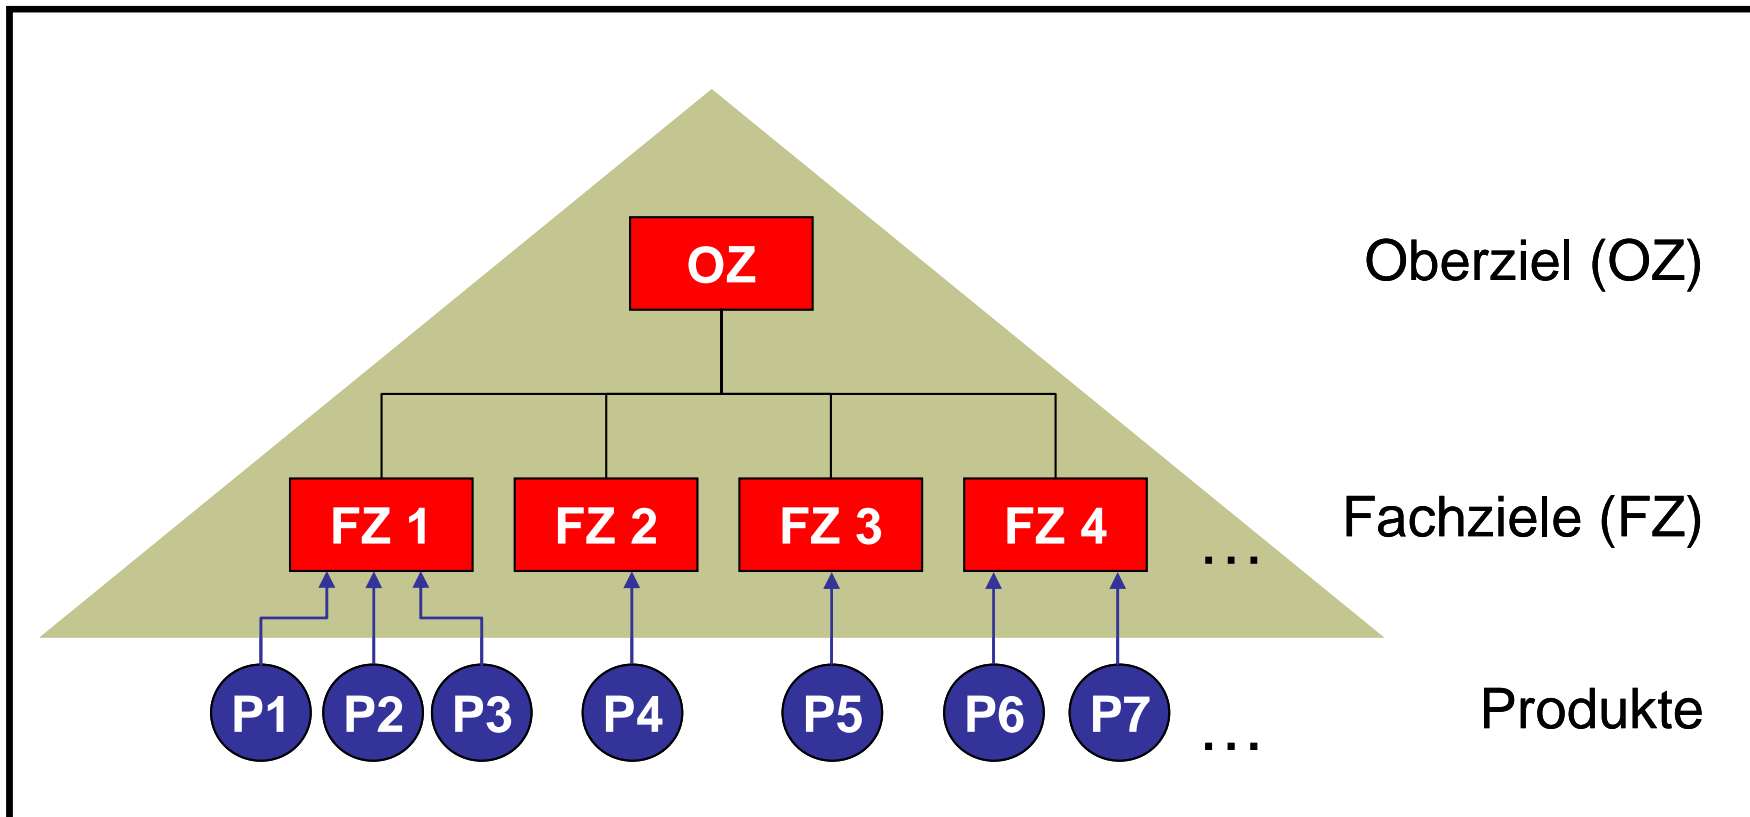 OZ
Oberziel (OZ)
FZ 1 FZ 2 FZ 3 FZ 4 ...
Fachziele (FZ)
P1 P2 P3 P4 P5 P6 P7 ...
Produkte